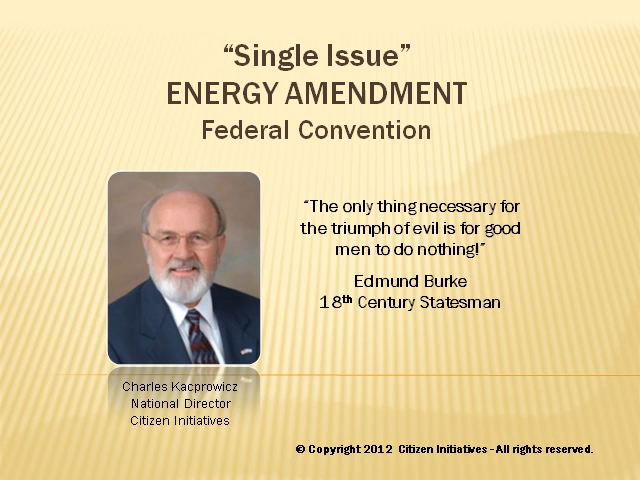 “Single Issue”
ENERGY AMENDMENT
Federal Convention
“The only thing necessary for
the triumph of evil is for good
men to do nothing!”
Edmund Burke
18th Century Statesman
Charles Kacprowicz
National Director
Citizen Initiatives
© Copyright 2012 Citizen Initiatives - All rights reserved.